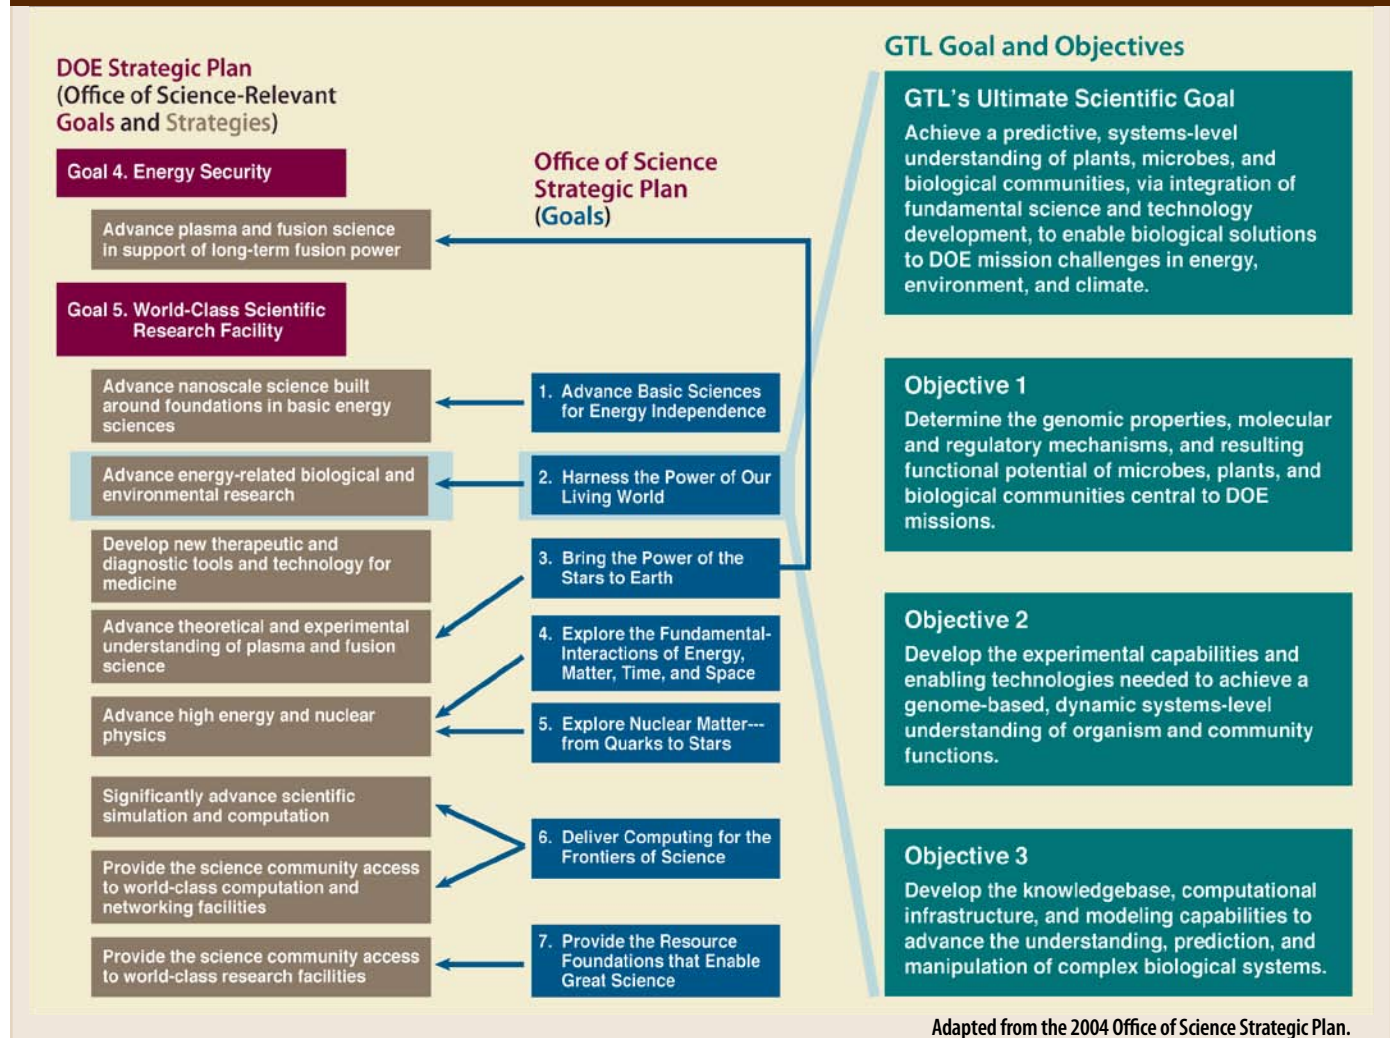 DOE Strategic Plan
(Office of Science-Relevant
Goals and Strategies)
Goal 4. Energy Security
Advance plasma and fusion science
in support of long-term fusion power
Goal 5. World-Class Scientific
Research Facility
Advance nanoscale science built
around foundations in basic energy
sciences
Advance energy-related biological and
environmental research
Develop new therapeutic and
diagnostic tools and technology for
medicine
Advance theoretical and experimental
understanding of plasma and fusion
science
Advance high energy and nuclear
physics
Significantly advance scientific
simulation and computation
Provide the science community access
to world-class computation and
networking facilities
Provide the science community access
to world-class research facilities
Office of Science
Strategic Plan
(Goals)
1. Advance Basic Sciences
for Energy Independence
2. Harness the Power of Our
Living World
3. Bring the Power of the
Stars to Earth
4. Explore the Fundamental-
Interactions of Energy,
Matter, Time, and Space
5. Explore Nuclear Matter---
from Quarks to Stars
6. Deliver Computing for the
Frontiers of Science
7. Provide the Resource
Foundations that Enable
Great Science
GTL Goal and Objectives
GTL's Ultimate Scientific Goal
Achieve a predictive, systems-level
understanding of plants, microbes, and
biological communities, via integration of
fundamental science and technology
development, to enable biological solutions
to DOE mission challenges in energy,
environment, and climate.
Objective 1
Determine the genomic properties, molecular
and regulatory mechanisms, and resulting
functional potential of microbes, plants, and
biological communities central to DOE
missions.
Objective 2
Develop the experimental capabilities and
enabling technologies needed to achieve a
genome-based, dynamic systems-level
understanding of organism and community
functions.
Objective 3
Develop the knowledgebase, computational
infrastructure, and modeling capabilities to
advance the understanding, prediction, and
manipulation of complex biological systems.
Adapted from the 2004 Office of Science Strategic Plan.